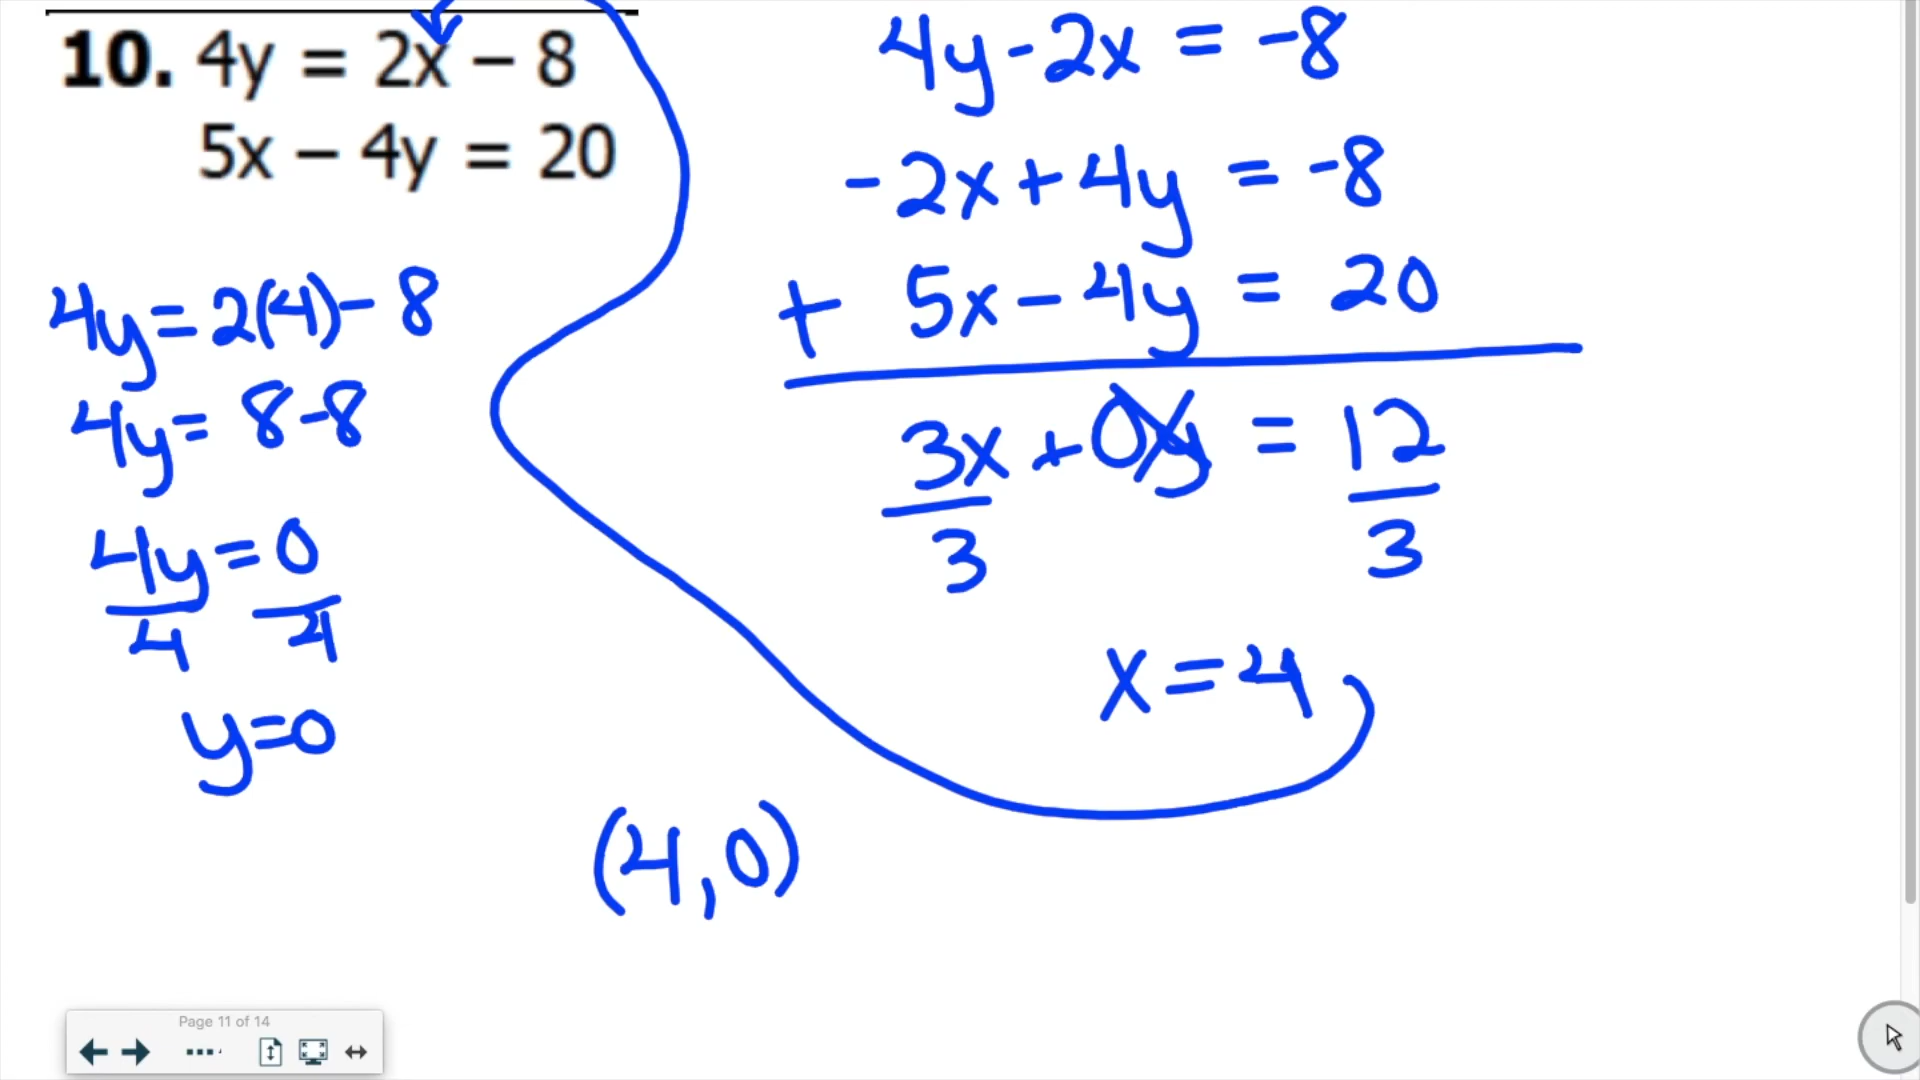 10. 4y = 2x – 8
5x – 4y = 20
4y = 2(4) - 8
4y = 8 - 8
4y = 0
4 4
y = 0
4y - 2x = -8
-2x + 4y = -8
+ 5x - 4y = 20
3x + 0y = 12
3 3
x = 4
(4,0)
Page 11 of 14